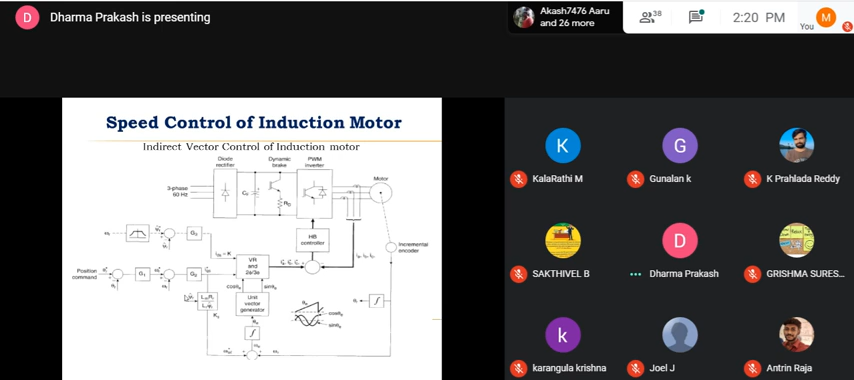 D
Dharma Prakash is presenting
Akash7476 Aaru
and 26 more
38
2:20 PM
You
M
Speed Control of Induction Motor
Indirect Vector Control of Induction motor
Diode
rectifier
Dynamic
brake
PWM
inverter
Motor
3-phase
60 Hz
HB
controller
Incremental
encoder
VR
and
2φ/3φ
Position
command
G₁
Unit
vector
generator
cosθₑ
sinθₑ
K
KalaRathi M
G
Gunalan k
K Prahlada Reddy
SAKTHIVEL B
D
Dharma Prakash
GRISHMA SURES...
k
karangula krishna
Joel J
Antrin Raja